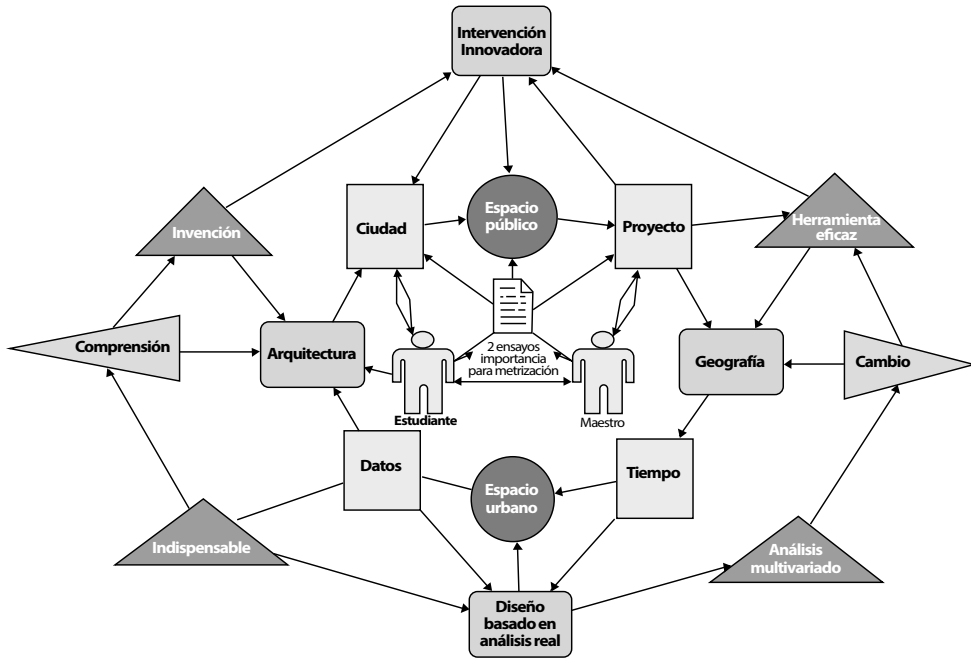 Intervención
Innovadora
Invención
Ciudad
Espacio
público
Proyecto
Herramienta
eficaz
Comprensión
Arquitectura
2 ensayos
importancia
para metrización
Geografía
Cambio
Estudiante
Maestro
Datos
Espacio
urbano
Tiempo
Indispensable
Análisis
multivariado
Diseño
basado en
análisis real